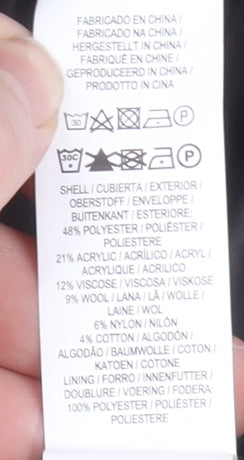 FABRICADO EN CHINA /
FABRICADO NA CHINA /
HERGESTELLT IN CHINA /
FABRIQUÉ EN CHINE /
GEPRODUCEERD IN CHINA /
PRODOTTO IN CINA
30 P
30C P
SHELL / CUBIERTA / EXTERIOR /
OBERSTOFF / ENVELOPPE /
BUITENKANT / ESTERIORE:
48% POLYESTER / POLIÉSTER /
POLIESTERE
21% ACRYLIC / ACRÍLICO / ACRYL /
ACRYLIQUE / ACRILICO
12% VISCOSE / VISCOSA / VISKOSE
9% WOOL / LANA / LÃ / WOLLE /
LAINE / WOL
6% NYLON / NILÓN
4% COTTON / ALGODÓN /
ALGODÃO / BAUMWOLLE / COTON /
KATOEN / COTONE
LINING / FORRO / INNENFUTTER /
DOUBLURE / VOERING / FODERA:
100% POLYESTER / POLIÉSTER /
POLIESTERE